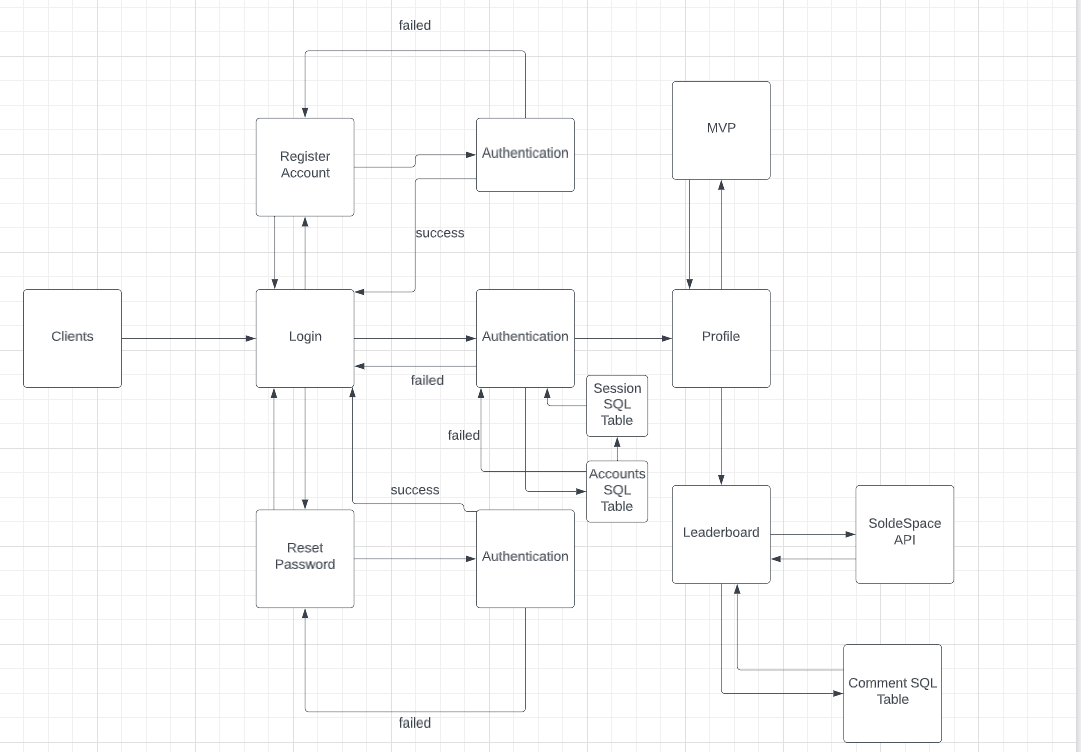 failed
MVP
Register
Account
Authentication
success
Clients
Login
Authentication
Profile
failed
Session
SQL
Table
failed
Accounts
SQL
Table
success
Leaderboard
SoldeSpace
API
Reset
Password
Authentication
Comment SQL
Table
failed